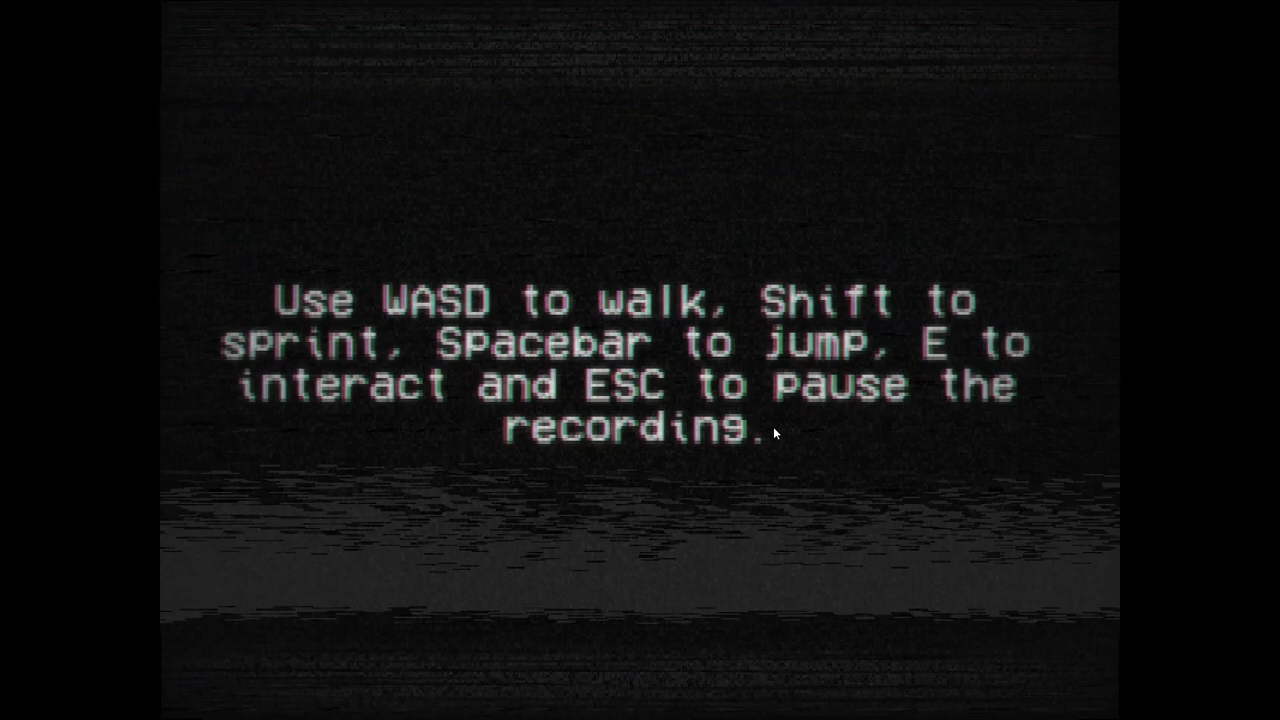 Use WASD to walk, Shift to
sprint, Spacebar to jump, E to
interact and ESC to pause the
recording.